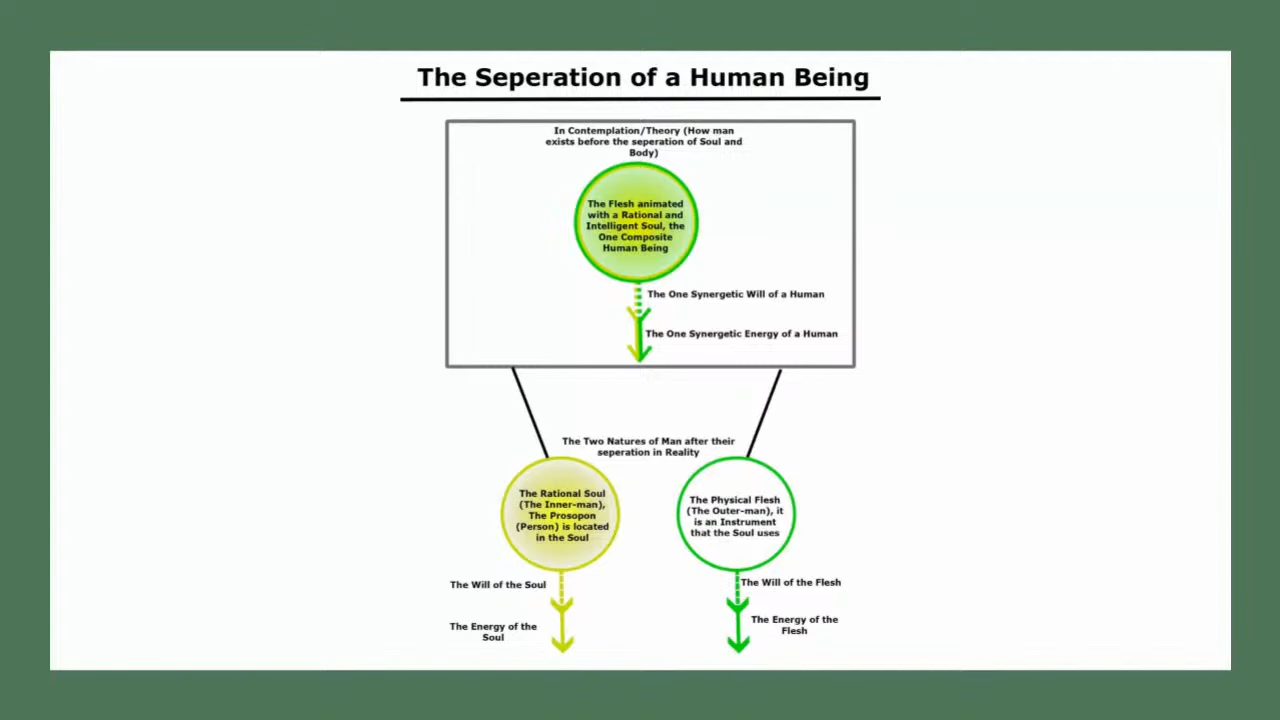 The Seperation of a Human Being
In Contemplation/Theory (How man
exists before the seperation of Soul and
Body)
The Flesh animated
with a Rational and
Intelligent Soul, the
One Composite
Human Being
The One Synergetic Will of a Human
The One Synergetic Energy of a Human
The Two Natures of Man after their
seperation in Reality
The Rational Soul
(The Inner-man),
The Prosopon
(Person) is located
in the Soul
The Physical Flesh
(The Outer-man), it
is an Instrument
that the Soul uses
The Will of the Soul
The Will of the Flesh
The Energy of the
Soul
The Energy of the
Flesh